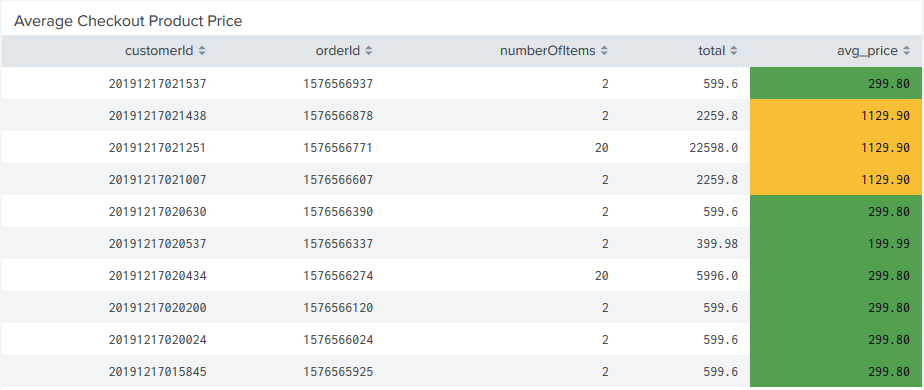 Average Checkout Product Price
customerId orderId numberOfItems total avg_price
20191217021537 1576566937 2 599.6 299.80
20191217021438 1576566878 2 2259.8 1129.90
20191217021251 1576566771 20 22598.0 1129.90
20191217021007 1576566607 2 2259.8 1129.90
20191217020630 1576566390 2 599.6 299.80
20191217020537 1576566337 2 399.98 199.99
20191217020434 1576566274 20 5996.0 299.80
20191217020200 1576566120 2 599.6 299.80
20191217020024 1576566024 2 599.6 299.80
20191217015845 1576565925 2 599.6 299.80